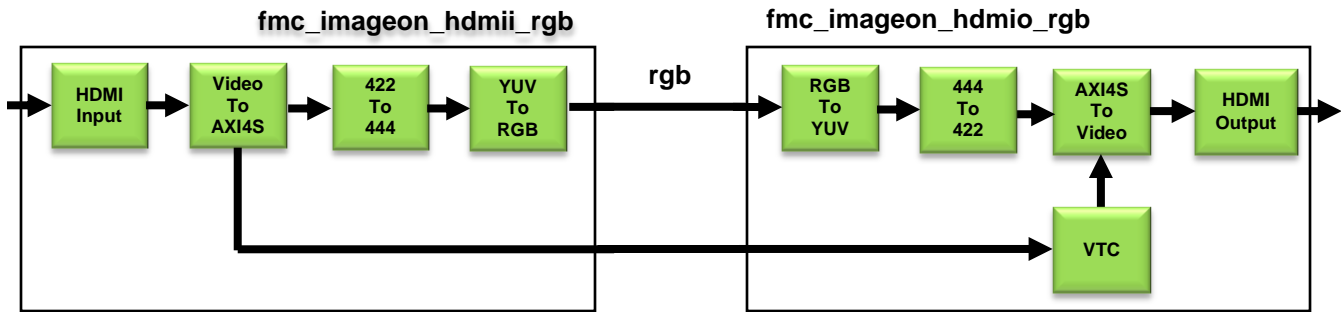 fmc_imageon_hdmii_rgb
fmc_imageon_hdmio_rgb
HDMI
Input
Video
To
AXI4S
422
To
444
YUV
To
RGB
rgb
RGB
To
YUV
444
To
422
AXI4S
To
Video
HDMI
Output
VTC